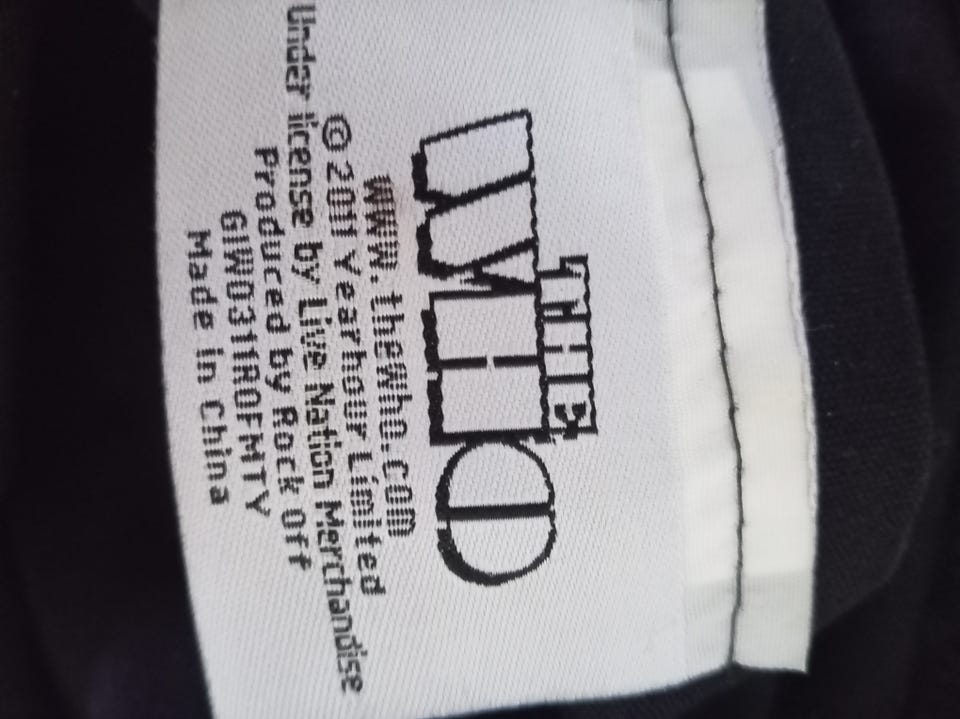 THE
WHO
www.thewho.com
© 2011 Yearhour Limited
Under license by Live Nation Merchandise
Produced by Rock Off
GIW0311ROFMTY
Made in China